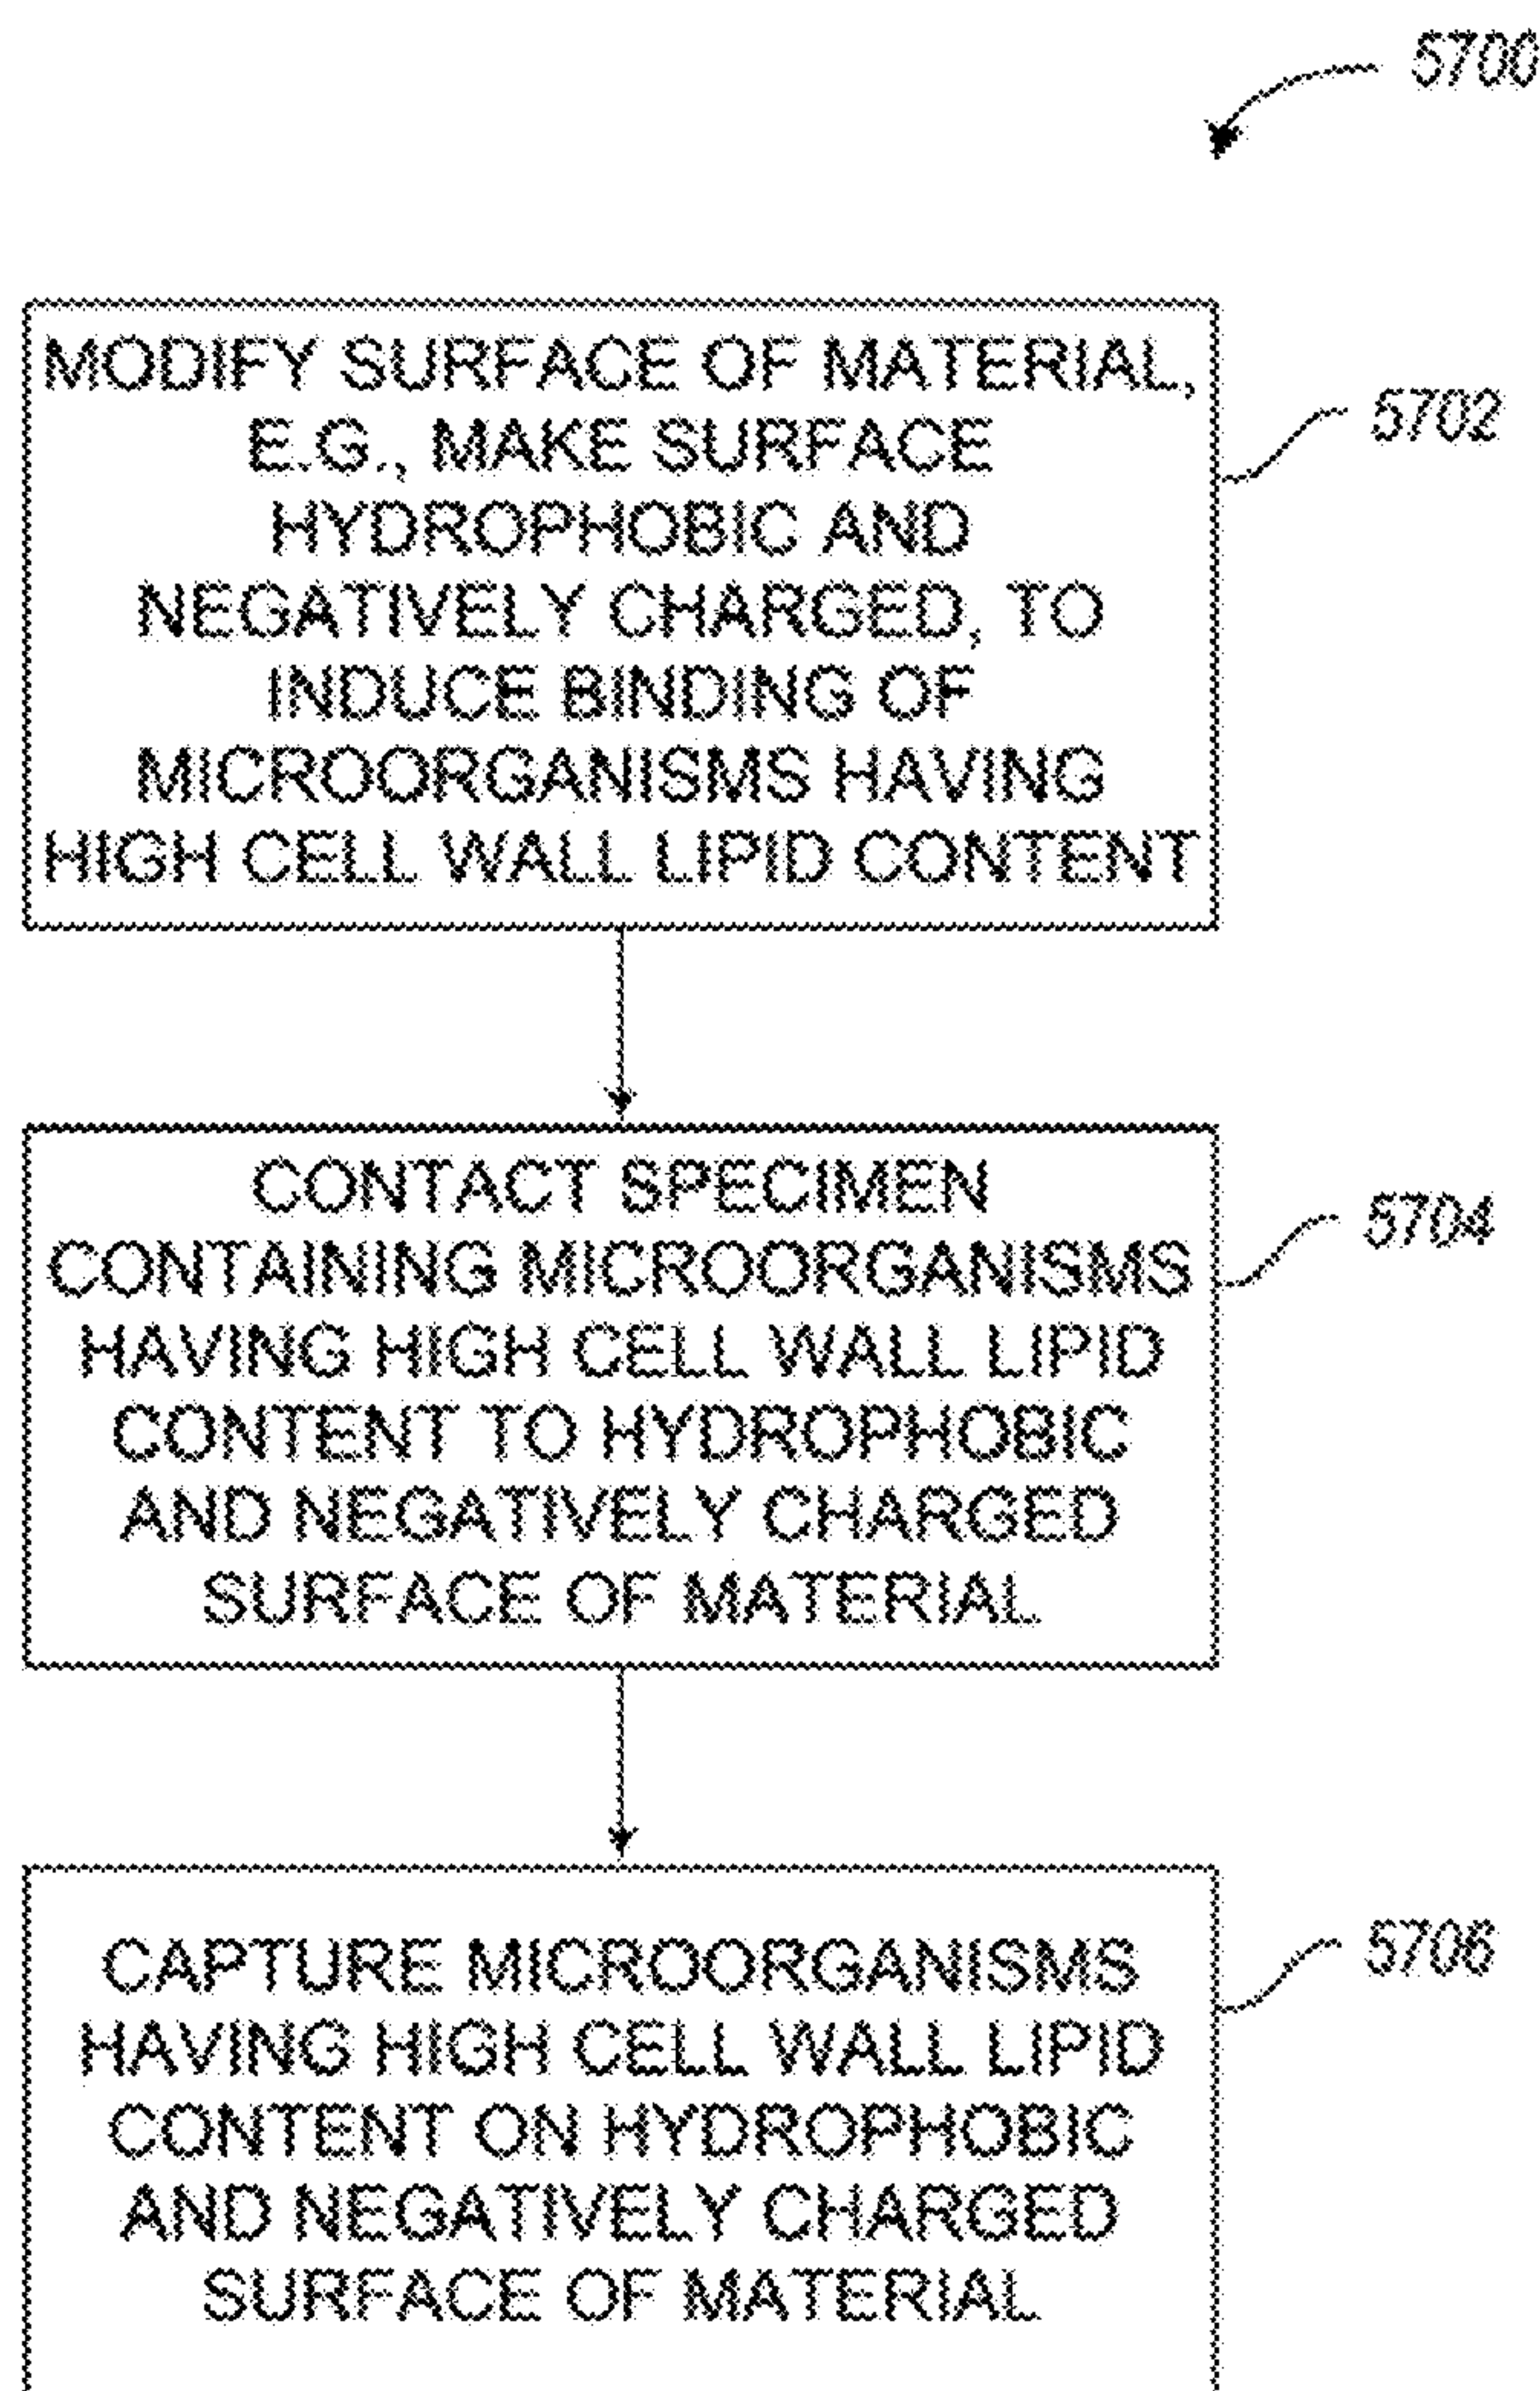 5700
MODIFY SURFACE OF MATERIAL,
E.G., MAKE SURFACE
HYDROPHOBIC AND
NEGATIVELY CHARGED, TO
INDUCE BINDING OF
MICROORGANISMS HAVING
HIGH CELL WALL LIPID CONTENT
5702
CONTACT SPECIMEN
CONTAINING MICROORGANISMS
HAVING HIGH CELL WALL LIPID
CONTENT TO HYDROPHOBIC
AND NEGATIVELY CHARGED
SURFACE OF MATERIAL
5704
CAPTURE MICROORGANISMS
HAVING HIGH CELL WALL LIPID
CONTENT ON HYDROPHOBIC
AND NEGATIVELY CHARGED
SURFACE OF MATERIAL
5706